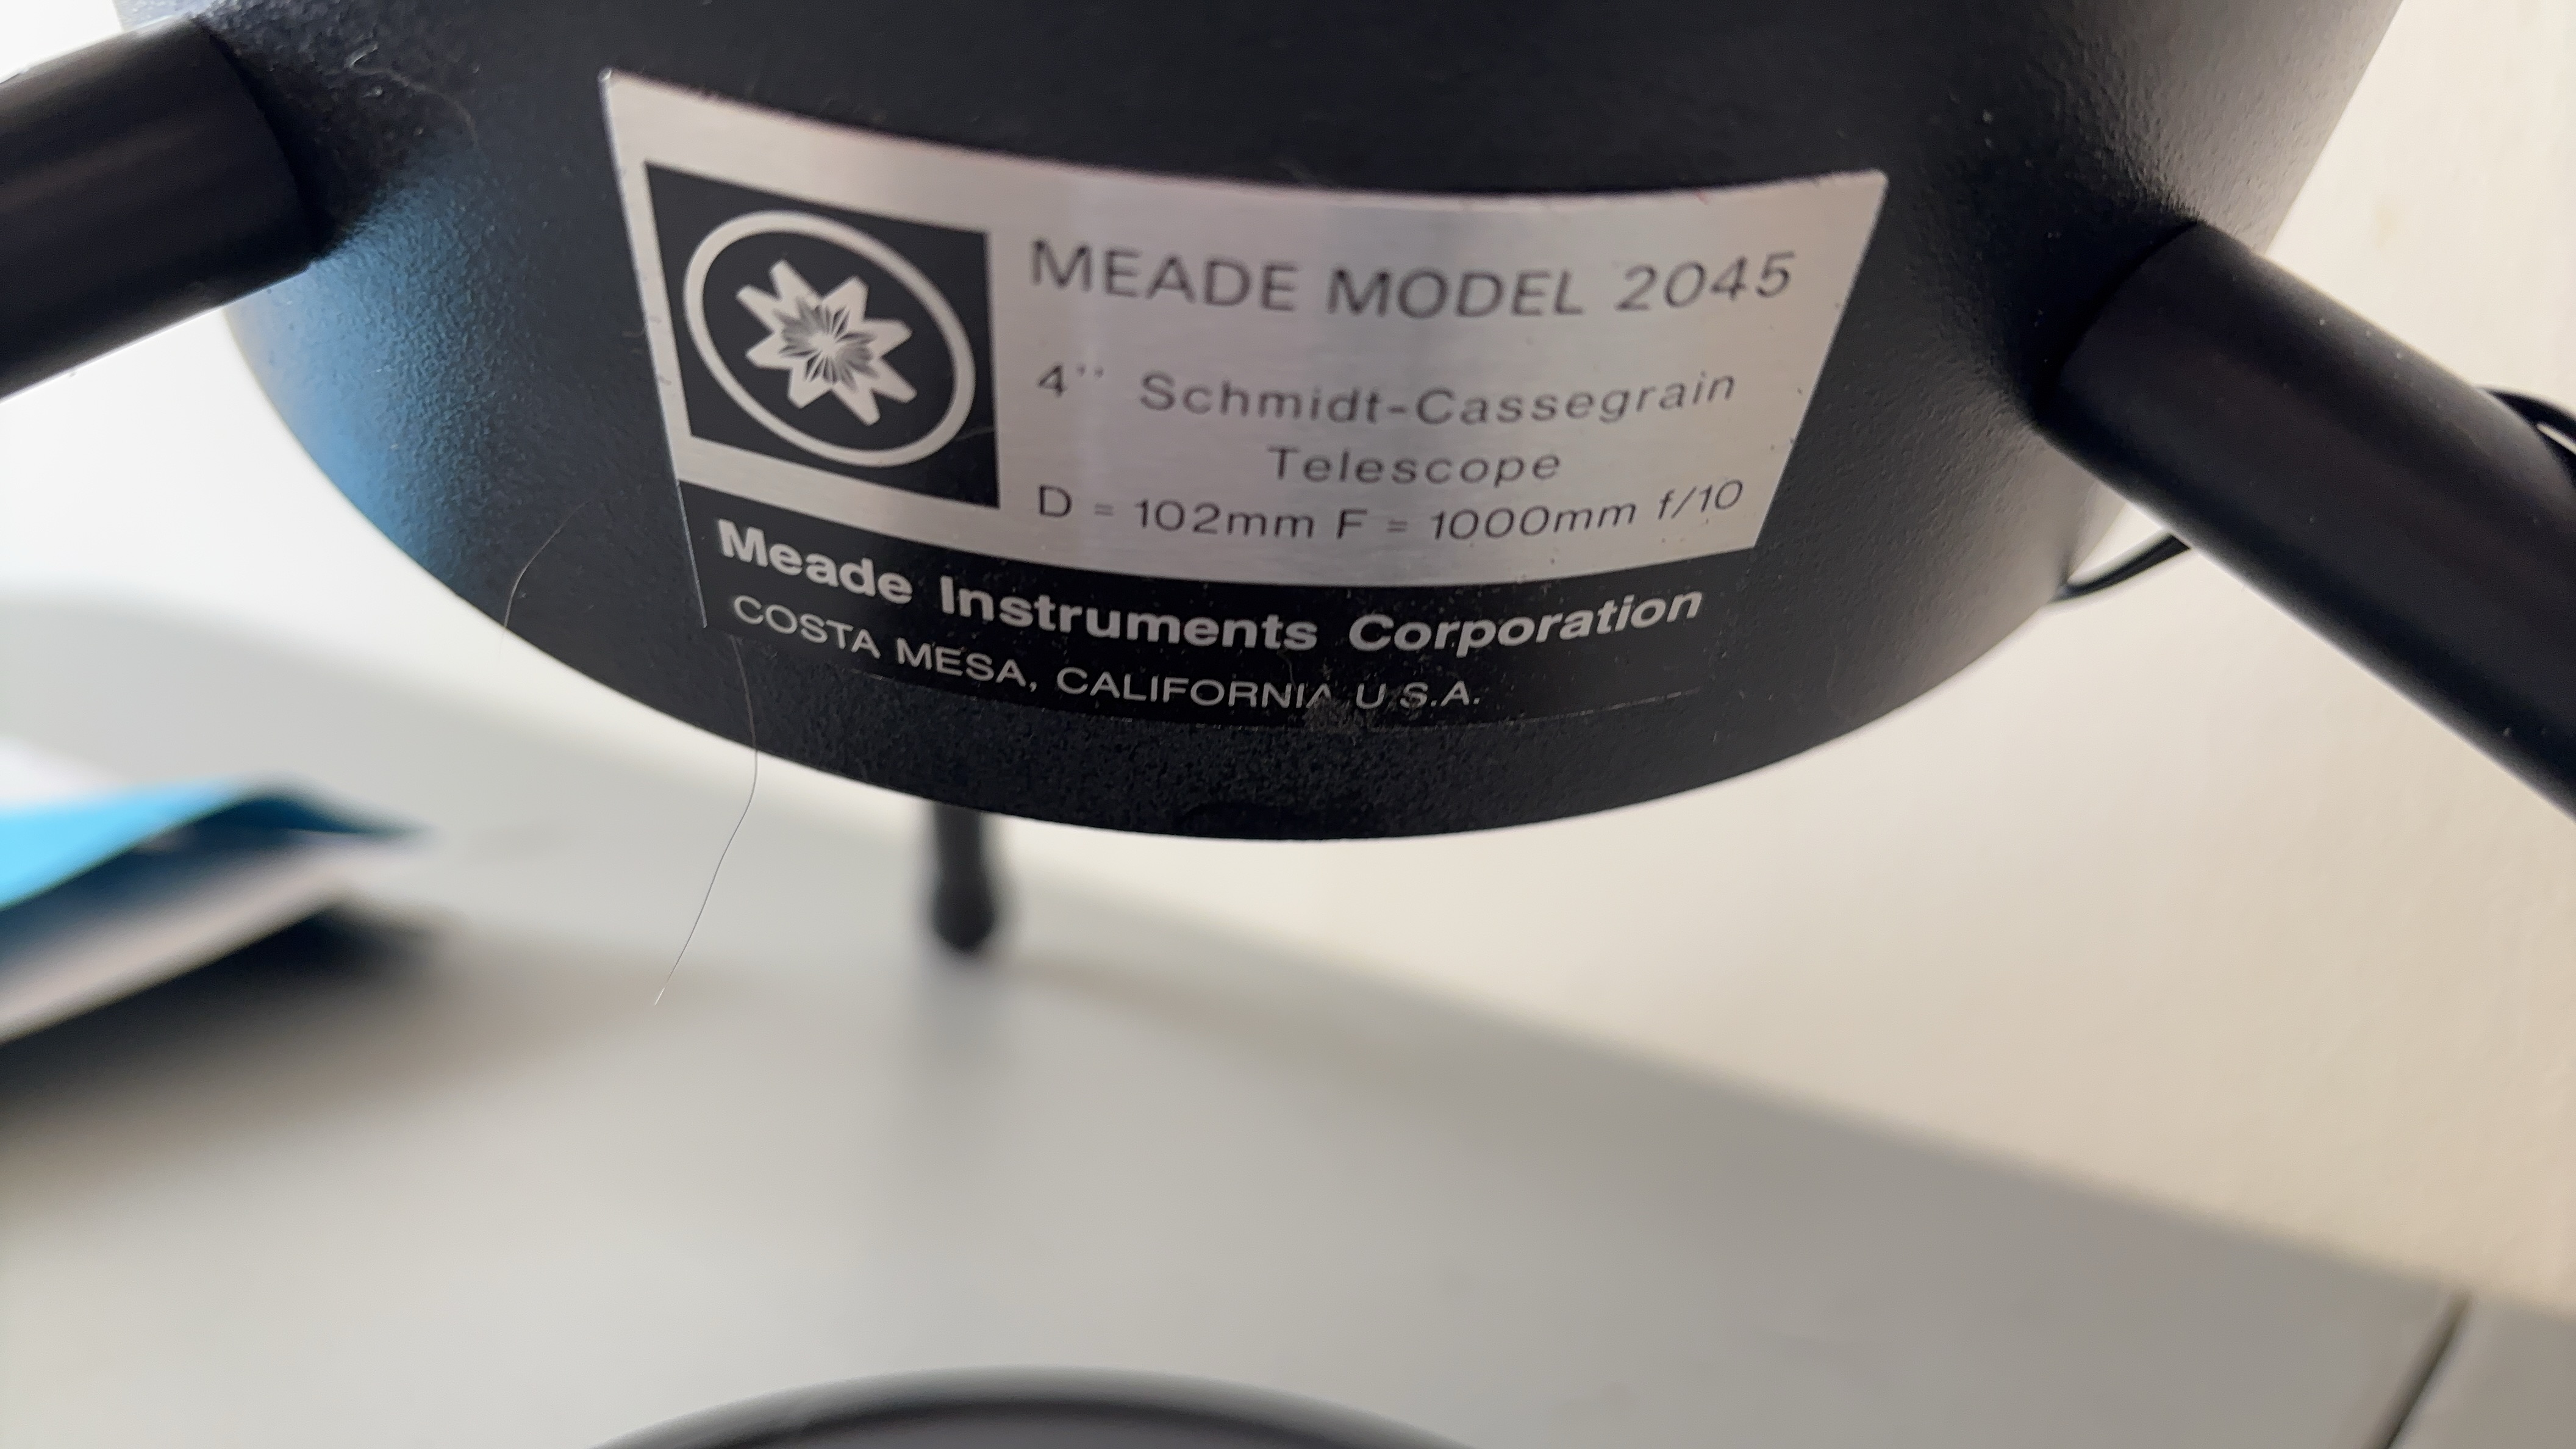 MEADE MODEL 2045
4'' Schmidt-Cassegrain
Telescope
D = 102mm F = 1000mm f/10
Meade Instruments Corporation
COSTA MESA, CALIFORNIA U.S.A.